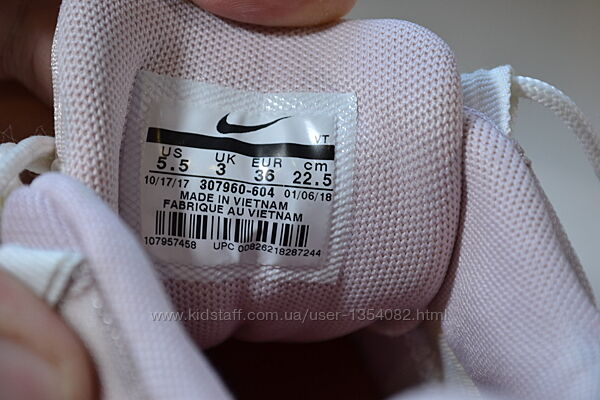 VT
US UK EUR cm
5.5 3 36 22.5
10/17/17 307960-604 01/06/18
MADE IN VIETNAM
FABRIQUE AU VIETNAM
107957458 UPC 00826218287244
www.kidstaff.com.ua/user-1354082.html